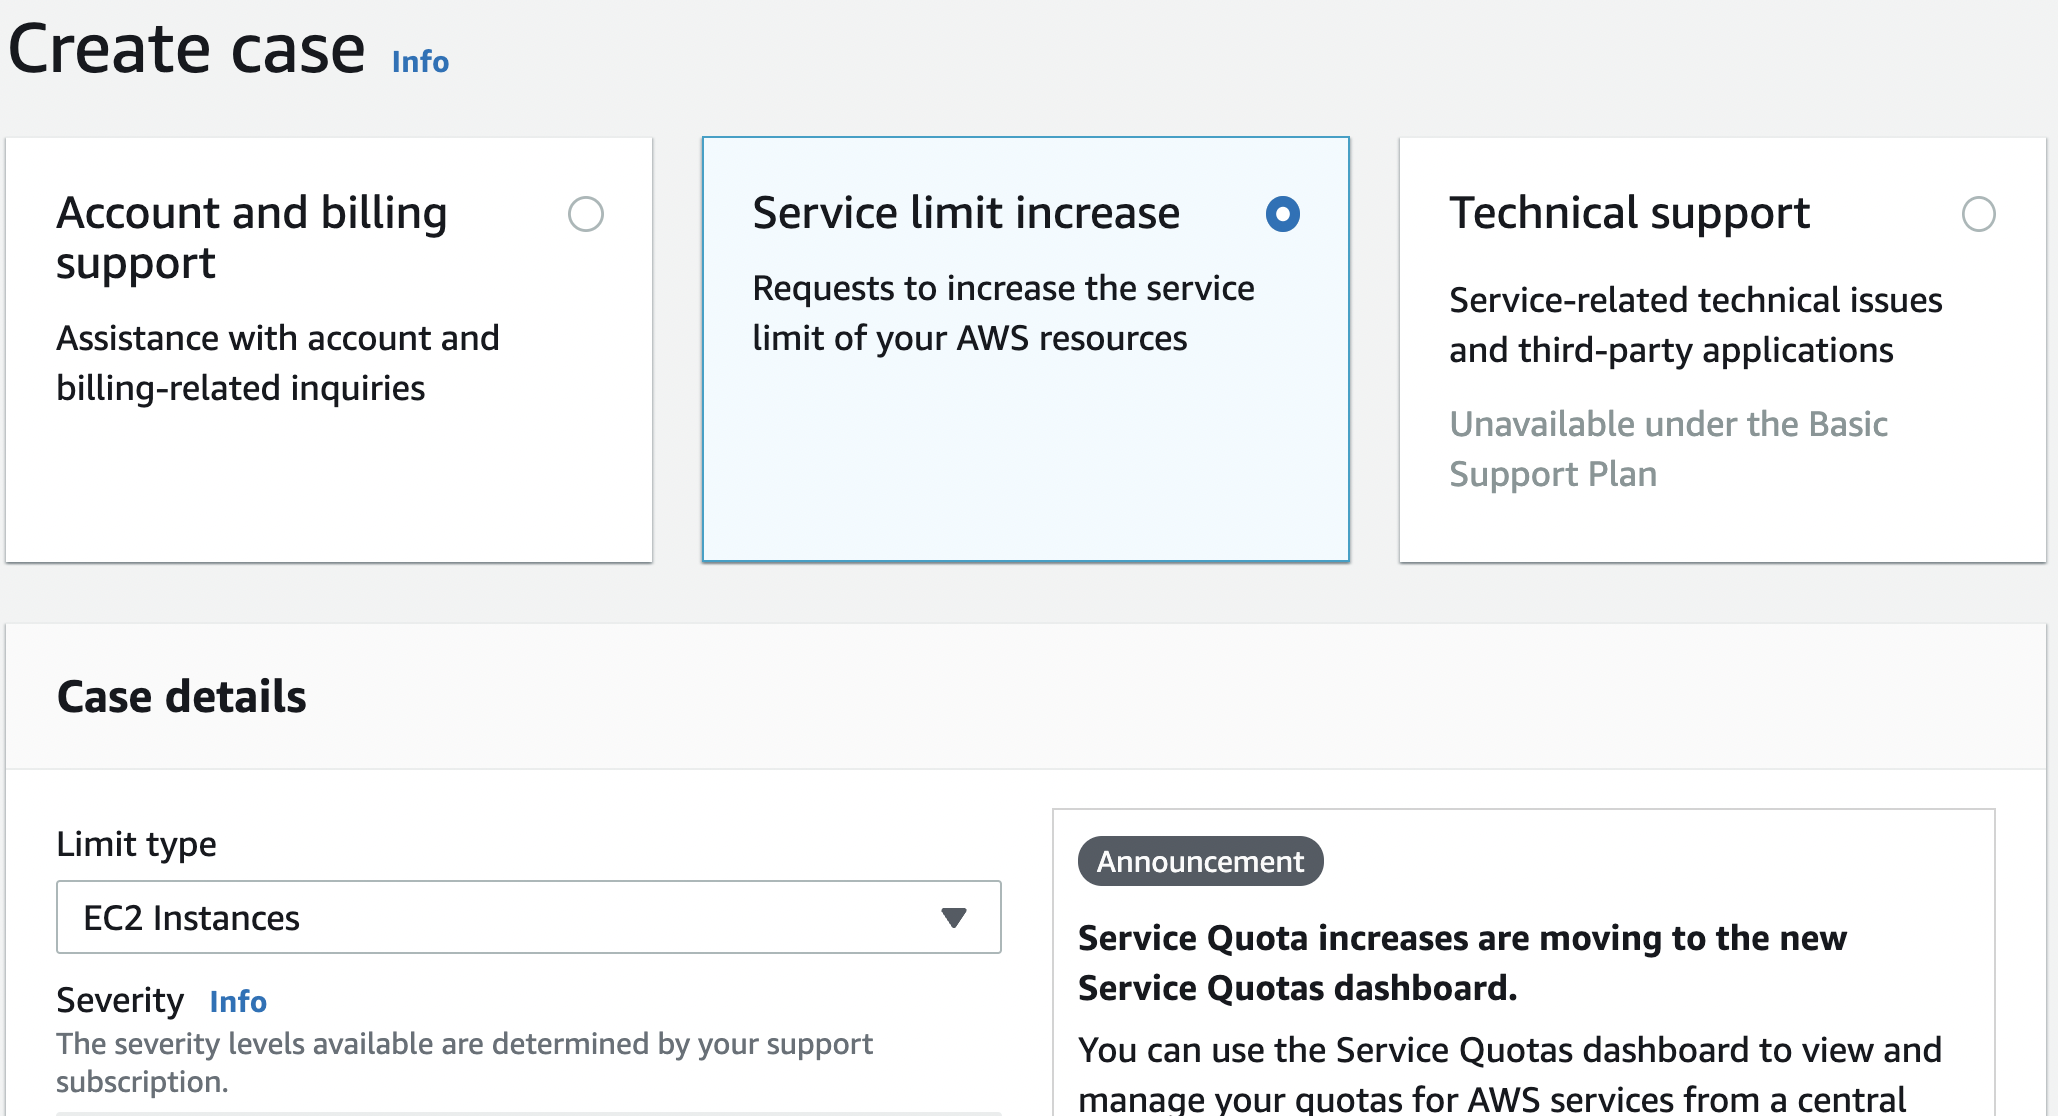 Create case Info
Account and billing
support
Assistance with account and
billing-related inquiries
Service limit increase
Requests to increase the service
limit of your AWS resources
Technical support
Service-related technical issues
and third-party applications
Unavailable under the Basic
Support Plan
Case details
Limit type
EC2 Instances
Severity Info
The severity levels available are determined by your support
subscription.
Announcement
Service Quota increases are moving to the new
Service Quotas dashboard.
You can use the Service Quotas dashboard to view and
manage your quotas for AWS services from a central